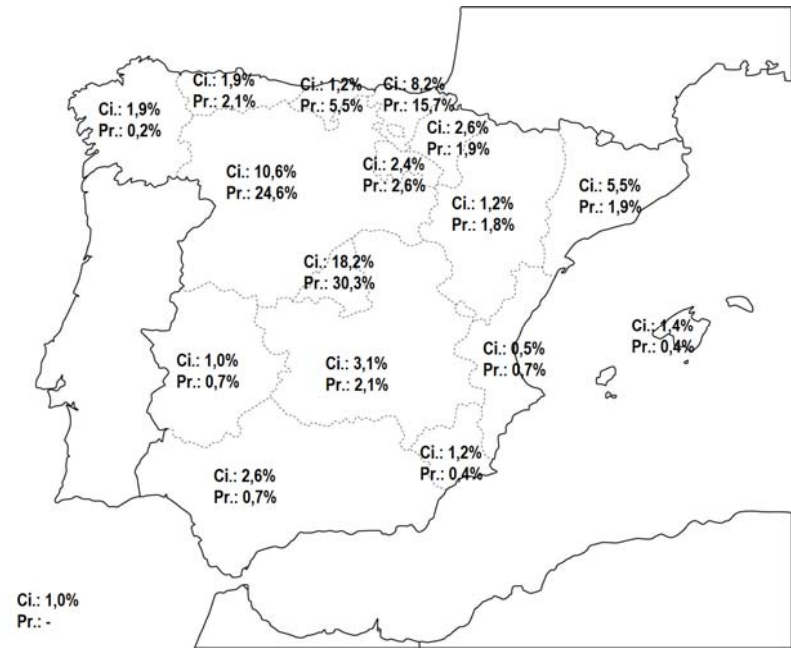 Ci.: 1,9%
Pr.: 2,1%
Ci.: 1,2%
Pr.: 5,5%
Ci.: 8,2%
Pr.: 15,7%
Ci.: 1,9%
Pr.: 0,2%
Ci.: 2,6%
Pr.: 1,9%
Ci.: 10,6%
Pr.: 24,6%
Ci.: 2,4%
Pr.: 2,6%
Ci.: 1,2%
Pr.: 1,8%
Ci.: 5,5%
Pr.: 1,9%
Ci.: 18,2%
Pr.: 30,3%
Ci.: 1,4%
Pr.: 0,4%
Ci.: 1,0%
Pr.: 0,7%
Ci.: 3,1%
Pr.: 2,1%
Ci.: 0,5%
Pr.: 0,7%
Ci.: 2,6%
Pr.: 0,7%
Ci.: 1,2%
Pr.: 0,4%
Ci.: 1,0%
Pr.: -